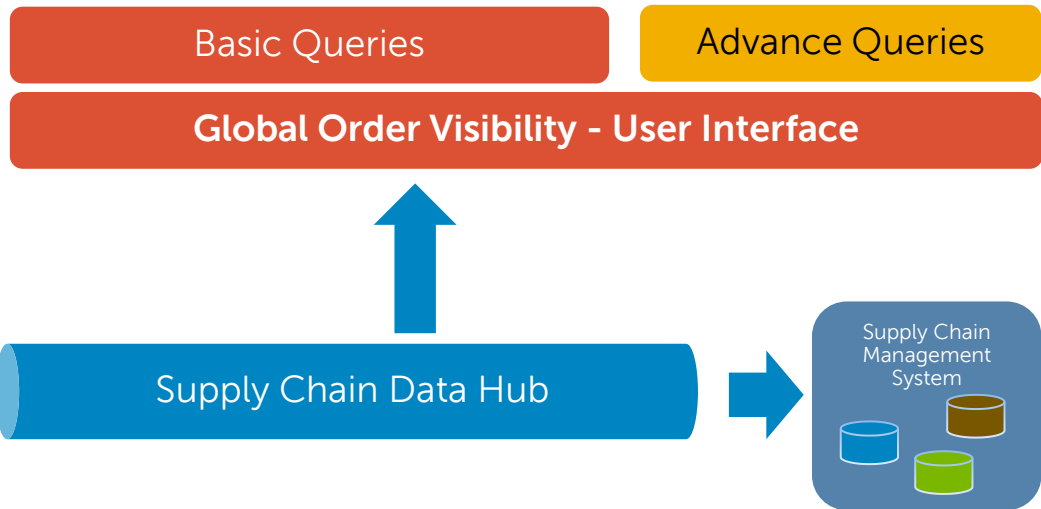 Basic Queries
Advance Queries
Global Order Visibility - User Interface
Supply Chain
Management
System
Supply Chain Data Hub